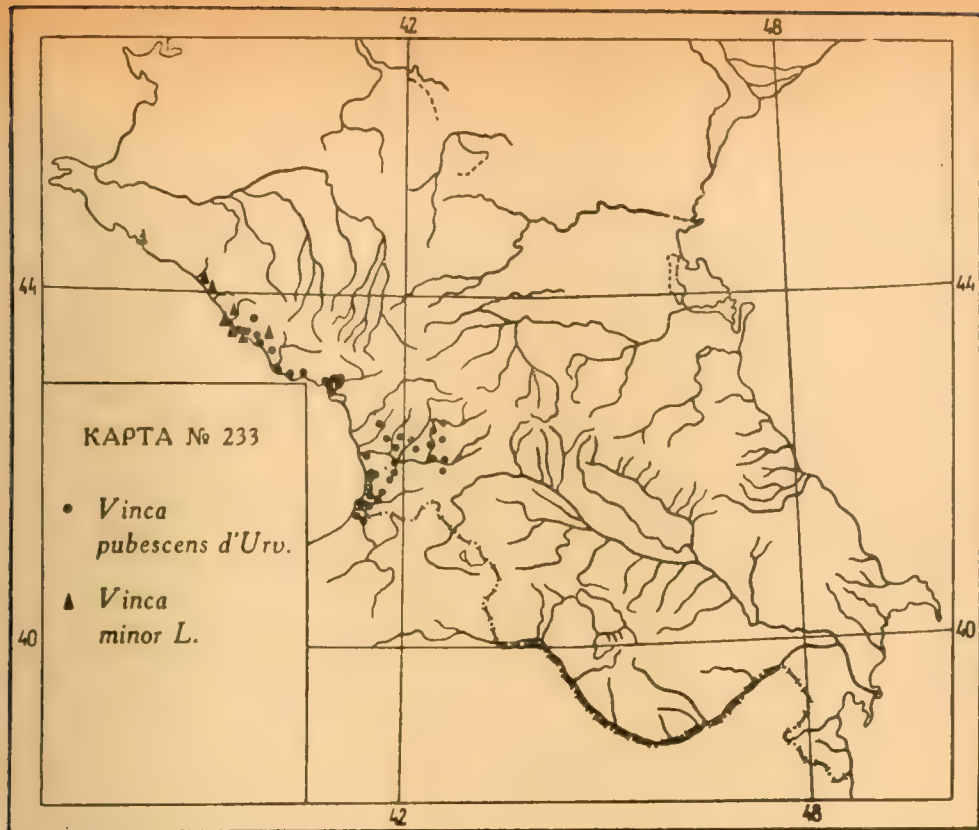 42 48
44 44
КАРТА № 233
Vinca
pubescens d'Urv.
Vinca
minor L.
40 40
42 48